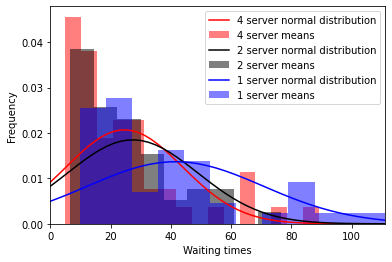 4 server normal distribution
4 server means
2 server normal distribution
2 server means
1 server normal distribution
1 server means
0.04
0.03
0.02
0.01
0.00
Frequency
0 20 40 60 80 100
Waiting times